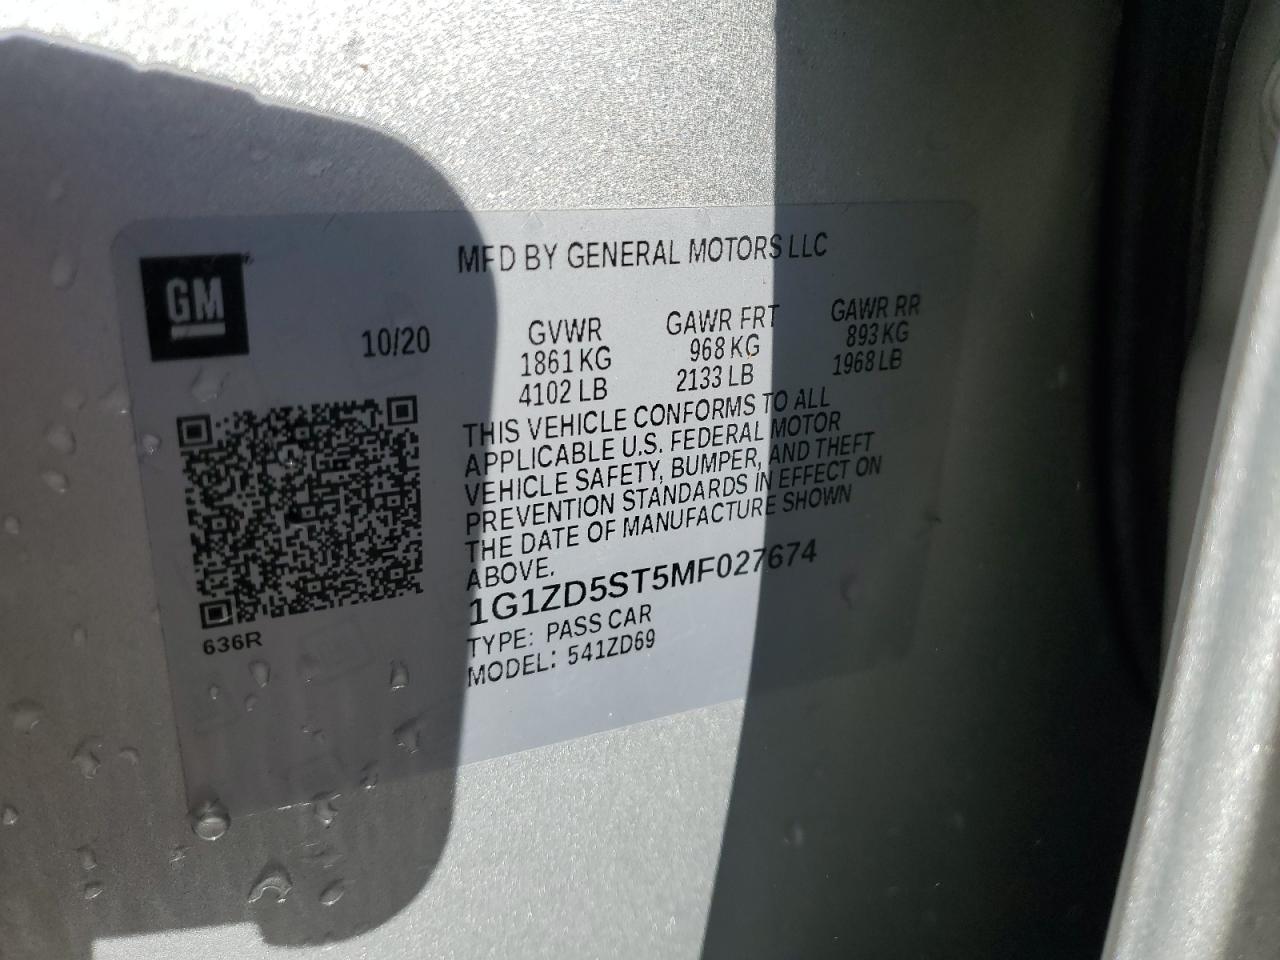 MFD BY GENERAL MOTORS LLC
GM
10/20
GVWR GAWR FRT GAWR RR
1861 KG 968 KG 893 KG
4102 LB 2133 LB 1968 LB
THIS VEHICLE CONFORMS TO ALL
APPLICABLE U.S. FEDERAL MOTOR
VEHICLE SAFETY, BUMPER, AND THEFT
PREVENTION STANDARDS IN EFFECT ON
THE DATE OF MANUFACTURE SHOWN
ABOVE.
1G1ZD5ST5MF027674
TYPE: PASS CAR
MODEL: 541ZD69
636R